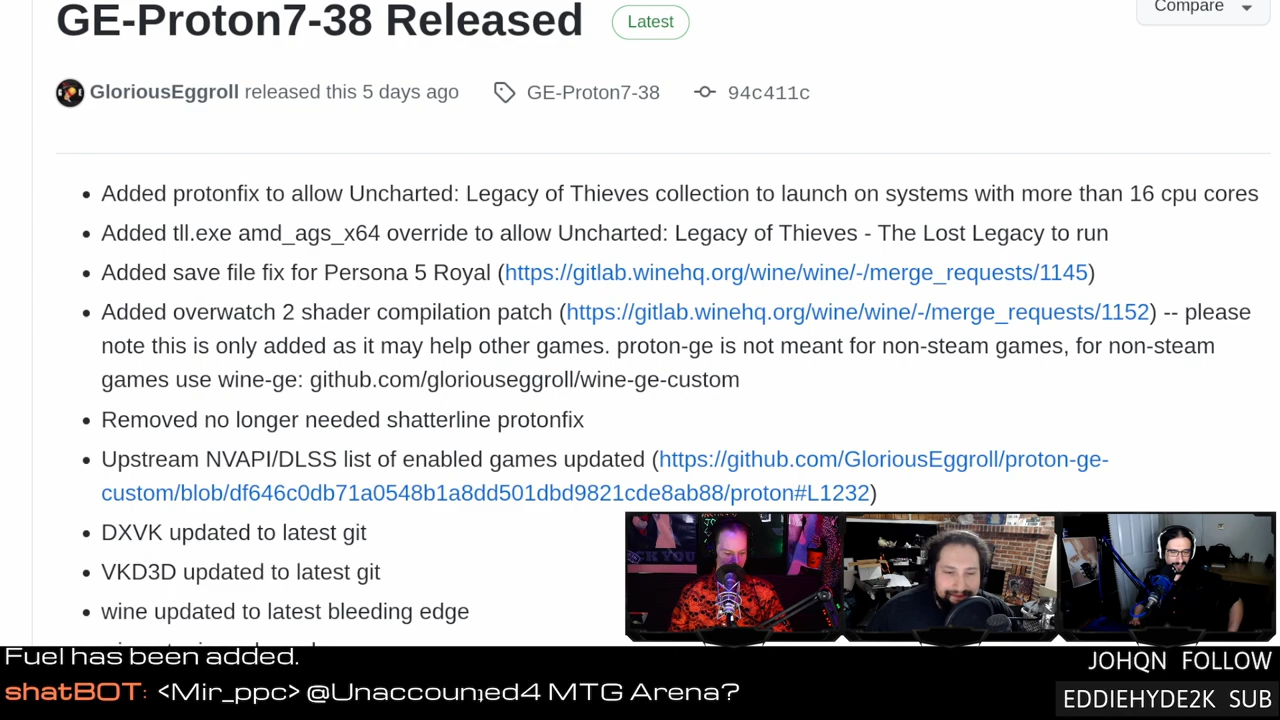 GE-Proton7-38 Released
Latest
Compare
GloriousEggroll released this 5 days ago
GE-Proton7-38
94c411c
Added protonfix to allow Uncharted: Legacy of Thieves collection to launch on systems with more than 16 cpu cores
Added tll.exe amd_ags_x64 override to allow Uncharted: Legacy of Thieves - The Lost Legacy to run
Added save file fix for Persona 5 Royal (https://gitlab.winehq.org/wine/wine/-/merge_requests/1145)
Added overwatch 2 shader compilation patch (https://gitlab.winehq.org/wine/wine/-/merge_requests/1152) -- please
note this is only added as it may help other games. proton-ge is not meant for non-steam games, for non-steam
games use wine-ge: github.com/gloriouseggroll/wine-ge-custom
Removed no longer needed shatterline protonfix
Upstream NVAPI/DLSS list of enabled games updated (https://github.com/GloriousEggroll/proton-ge-
custom/blob/df646c0db71a0548b1a8dd501dbd9821cde8ab88/proton#L1232)
DXVK updated to latest git
VKD3D updated to latest git
wine updated to latest bleeding edge
Fuel has been added.
shatBOT: <Mir_ppc> @Unaccounted4 MTG Arena?
JOHQN FOLLOW
EDDIEHYDE2K SUB